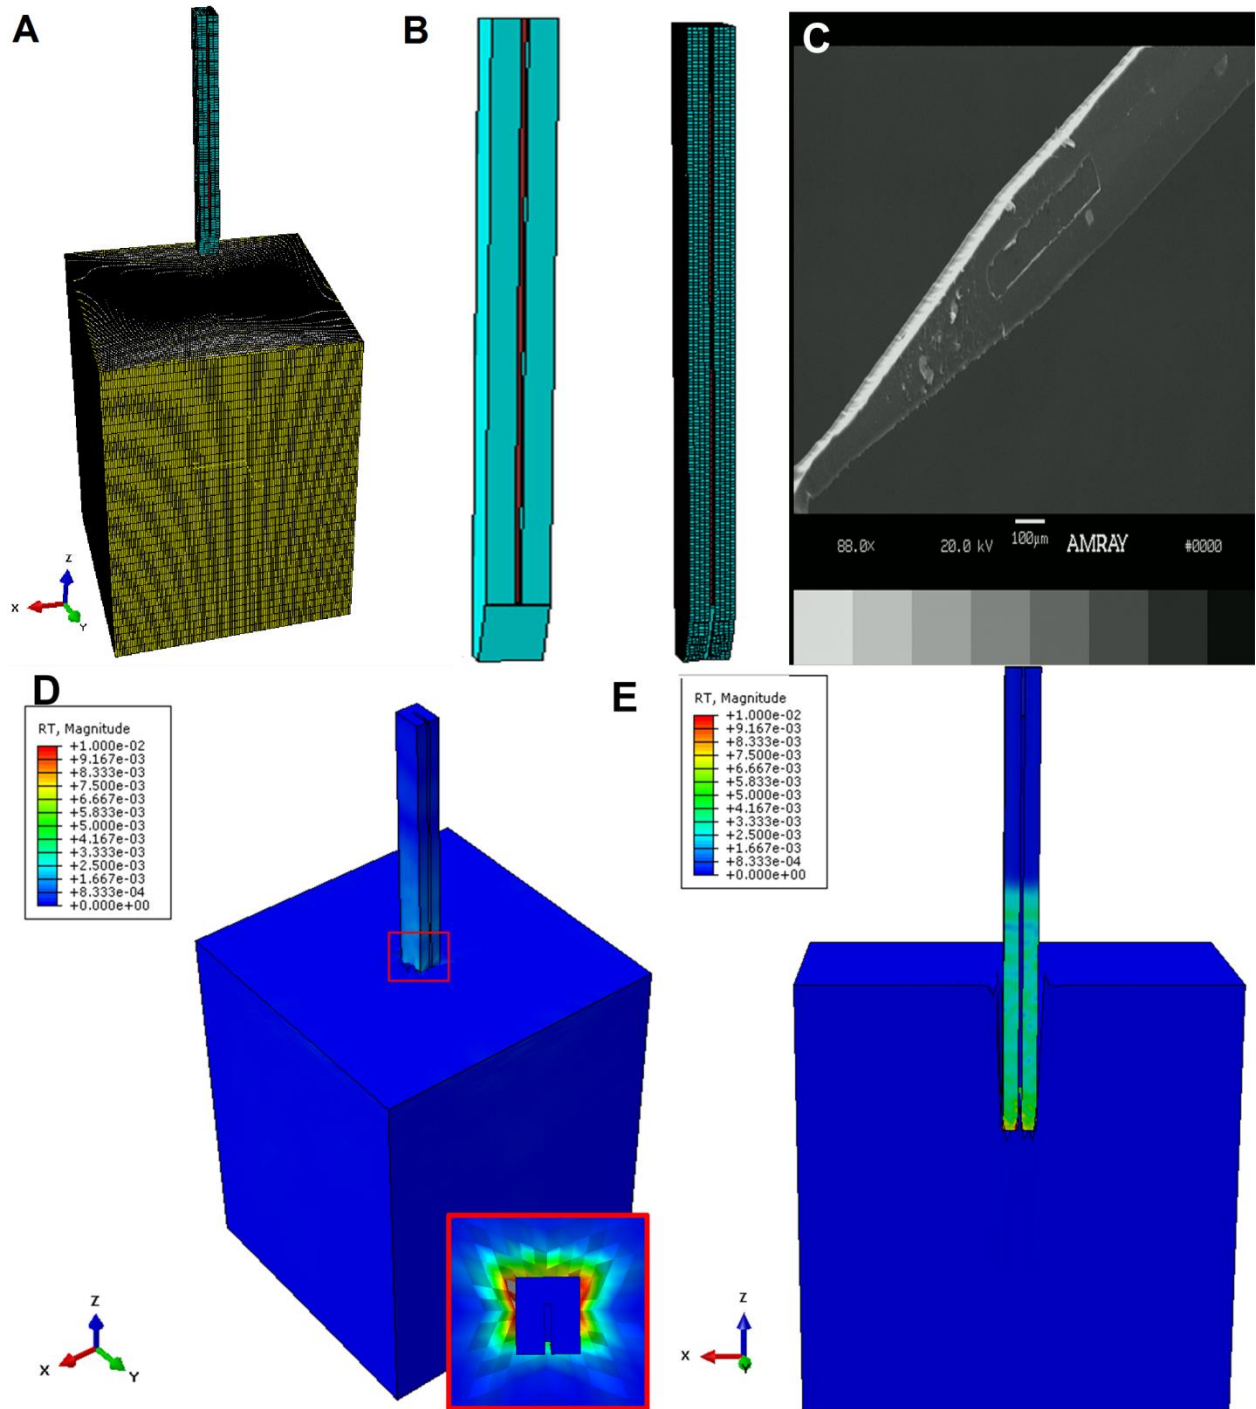 A
B
C
Z
X
Y
88.0X 20.0 kV 100μm AMRAY #0000
D
RT, Magnitude
+1.000e-02
+9.167e-03
+8.333e-03
+7.500e-03
+6.667e-03
+5.833e-03
+5.000e-03
+4.167e-03
+3.333e-03
+2.500e-03
+1.667e-03
+8.333e-04
+0.000e+00
Z
X
Y
E
RT, Magnitude
+1.000e-02
+9.167e-03
+8.333e-03
+7.500e-03
+6.667e-03
+5.833e-03
+5.000e-03
+4.167e-03
+3.333e-03
+2.500e-03
+1.667e-03
+8.333e-04
+0.000e+00
Z
X
Y